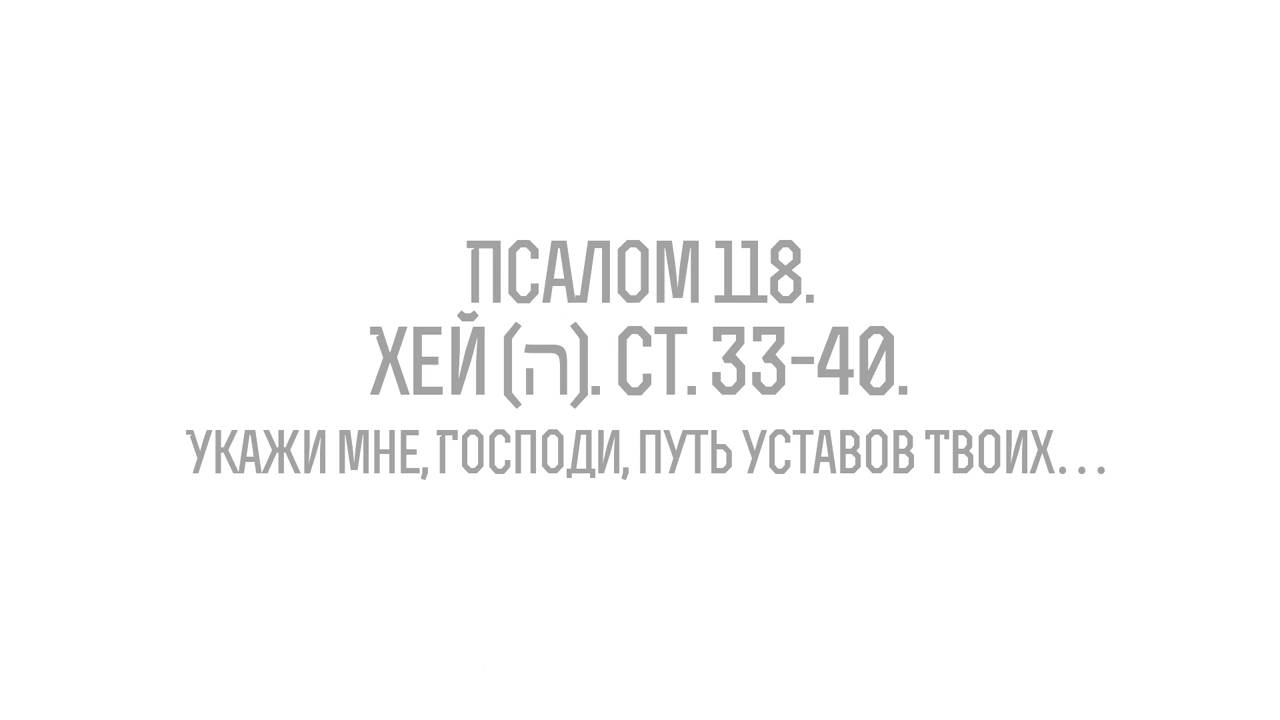 ПСАЛОМ 118.
ХЕЙ (ה). СТ. 33-40.
УКАЖИ МНЕ, ГОСПОДИ, ПУТЬ УСТАВОВ ТВОИХ...